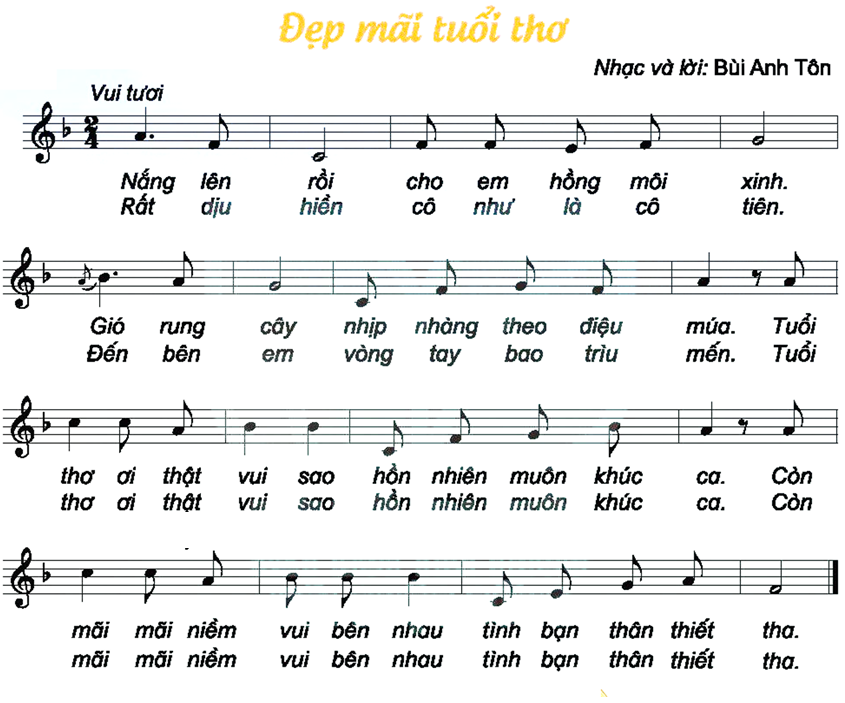 Đẹp mãi tuổi thơ
Nhạc và lời: Bùi Anh Tôn
Vui tươi
2
4
Nắng lên rồi cho em hồng môi xinh.
Rất dịu hiền cô như là cô tiên.
Gió rung cây nhịp nhàng theo điệu múa. Tuổi
Đến bên em vòng tay bao trìu mến. Tuổi
thơ ơi thật vui sao hồn nhiên muôn khúc ca. Còn
thơ ơi thật vui sao hồn nhiên muôn khúc ca. Còn
mãi mãi niềm vui bên nhau tình bạn thân thiết tha.
mãi mãi niềm vui bên nhau tình bạn thân thiết tha.